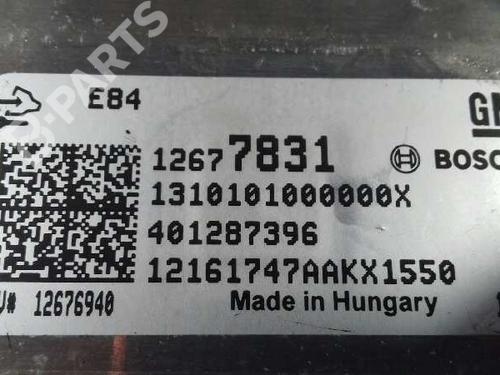 E84
GM
12677831
BOSCH
1310101000000X
401287396
12161747AAKX1550
12676940
Made in Hungary
B-PARTS